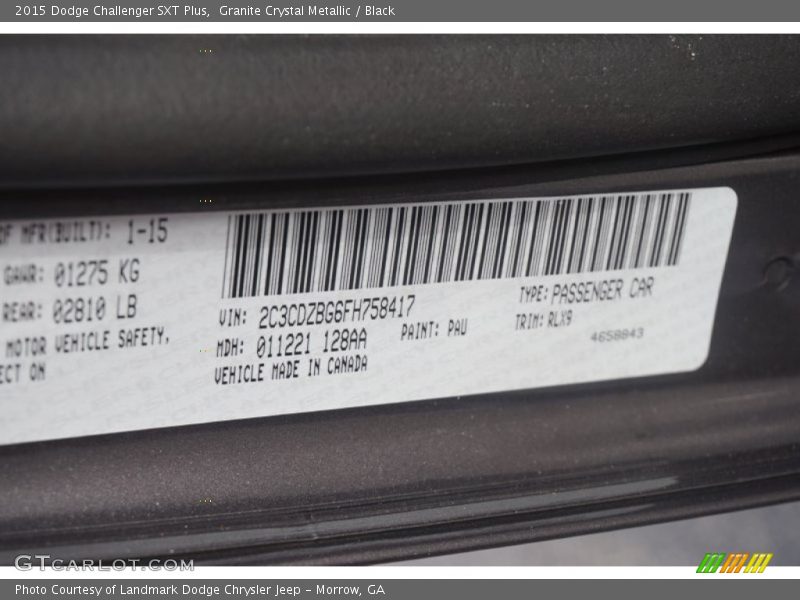 2015 Dodge Challenger SXT Plus,  Granite Crystal Metallic / Black
OF MFR(BUILT): 1-15
GAWR: 01275 KG
REAR: 02810 LB
MOTOR VEHICLE SAFETY,
ECT ON
VIN: 2C3CDZBG6FH758417
TYPE: PASSENGER CAR
MDH: 011221 128AA
PAINT: PAU
TRIM: RLX9
VEHICLE MADE IN CANADA
4658843
GTCARLOT.COM
Photo Courtesy of Landmark Dodge Chrysler Jeep – Morrow, GA